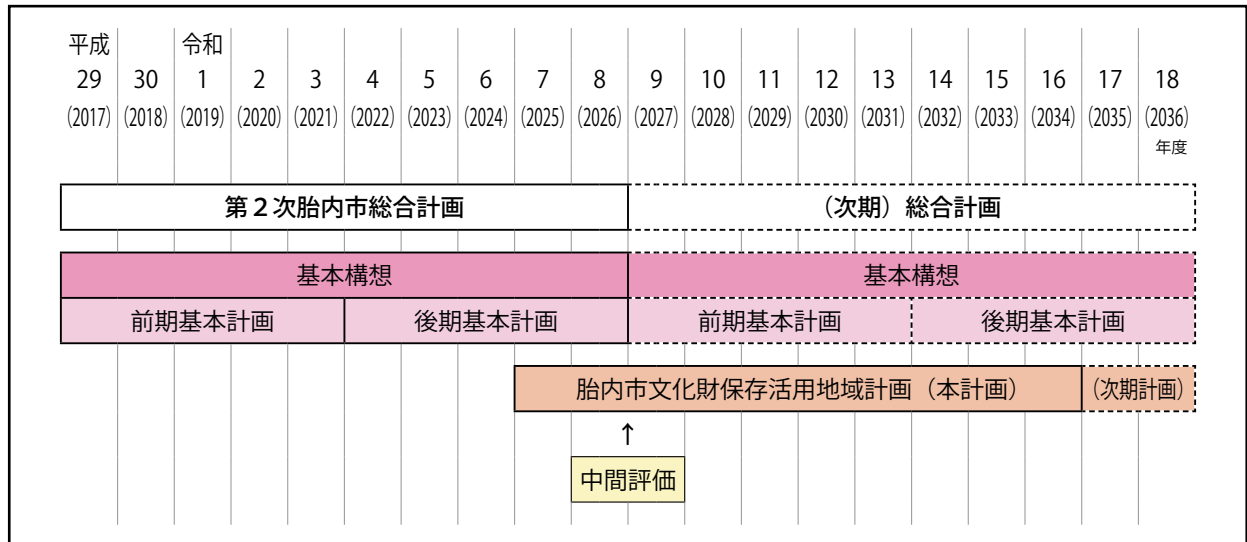 平成 令和
29 30 1 2 3 4 5 6 7 8 9 10 11 12 13 14 15 16 17 18
(2017) (2018) (2019) (2020) (2021) (2022) (2023) (2024) (2025) (2026) (2027) (2028) (2029) (2030) (2031) (2032) (2033) (2034) (2035) (2036)
年度
第2次胎内市総合計画 (次期)総合計画
基本構想 基本構想
前期基本計画 後期基本計画 前期基本計画 後期基本計画
胎内市文化財保存活用地域計画(本計画) (次期計画)
↑
中間評価